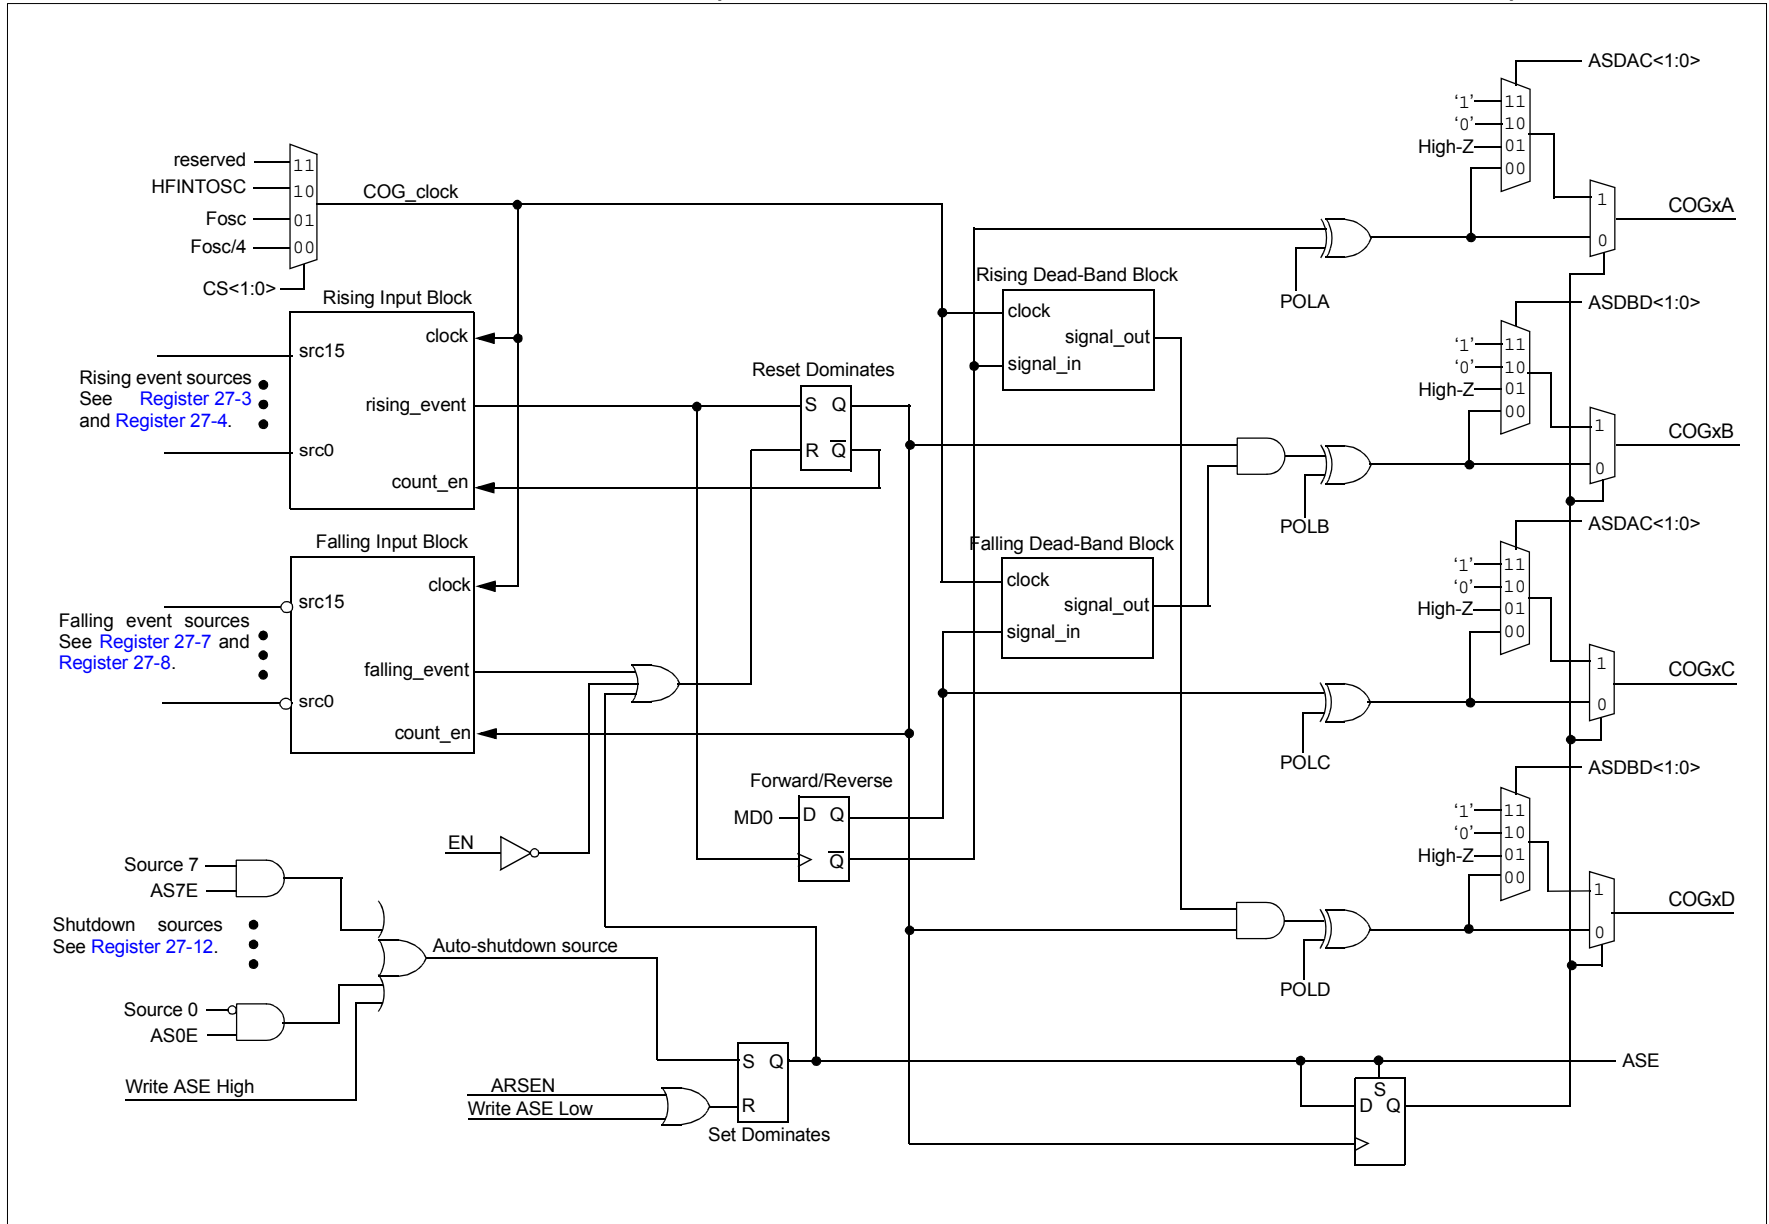 ASDAC<1:0>
‘1’ 11
‘0’ 10
High-Z 01
00
reserved 11
HFINTOSC 10
Fosc 01
Fosc/4 00
COG_clock
CS<1:0>
1
0
COGxA
POLA
Rising Input Block
clock
src15
Rising event sources
See Register 27-3
and Register 27-4.
rising_event
src0
count_en
Reset Dominates
S Q
R Q
Rising Dead-Band Block
clock
signal_out
signal_in
ASDBD<1:0>
‘1’ 11
‘0’ 10
High-Z 01
00
1
0
COGxB
POLB
Falling Input Block
clock
src15
Falling event sources
See Register 27-7 and
Register 27-8.
falling_event
src0
count_en
Falling Dead-Band Block
clock
signal_out
signal_in
ASDAC<1:0>
‘1’ 11
‘0’ 10
High-Z 01
00
1
0
COGxC
POLC
Forward/Reverse
MD0 D Q
Q
EN
ASDBD<1:0>
‘1’ 11
‘0’ 10
High-Z 01
00
1
0
COGxD
POLD
Source 7
AS7E
Shutdown sources
See Register 27-12.
Auto-shutdown source
Source 0
AS0E
Write ASE High
ARSEN
Write ASE Low
S Q
R
Set Dominates
ASE
S
D Q